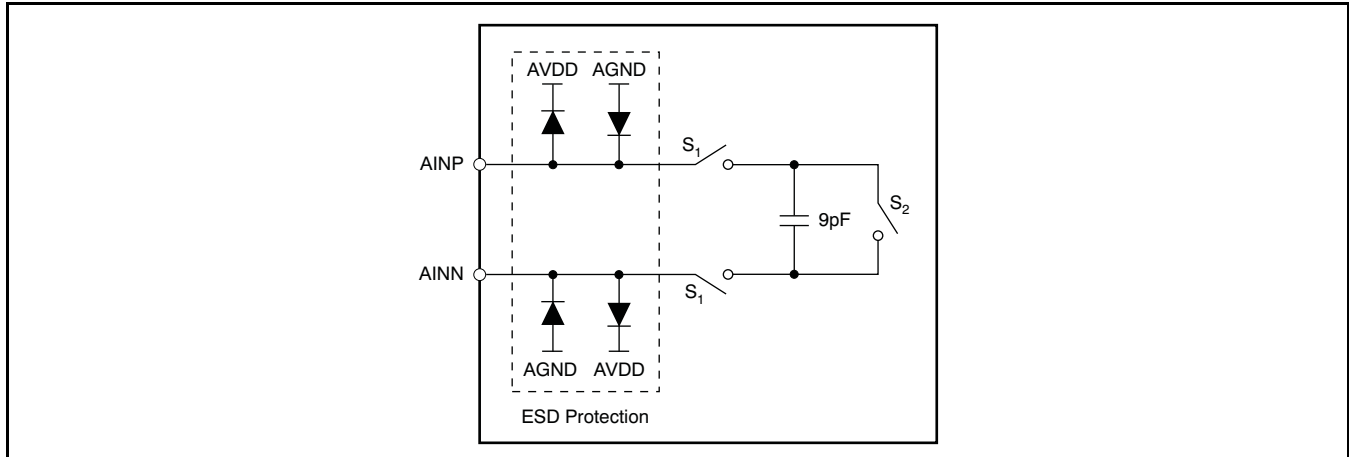 AVDD AGND
AINP
S₁
S₂
9pF
AINN
S₁
AGND AVDD
ESD Protection